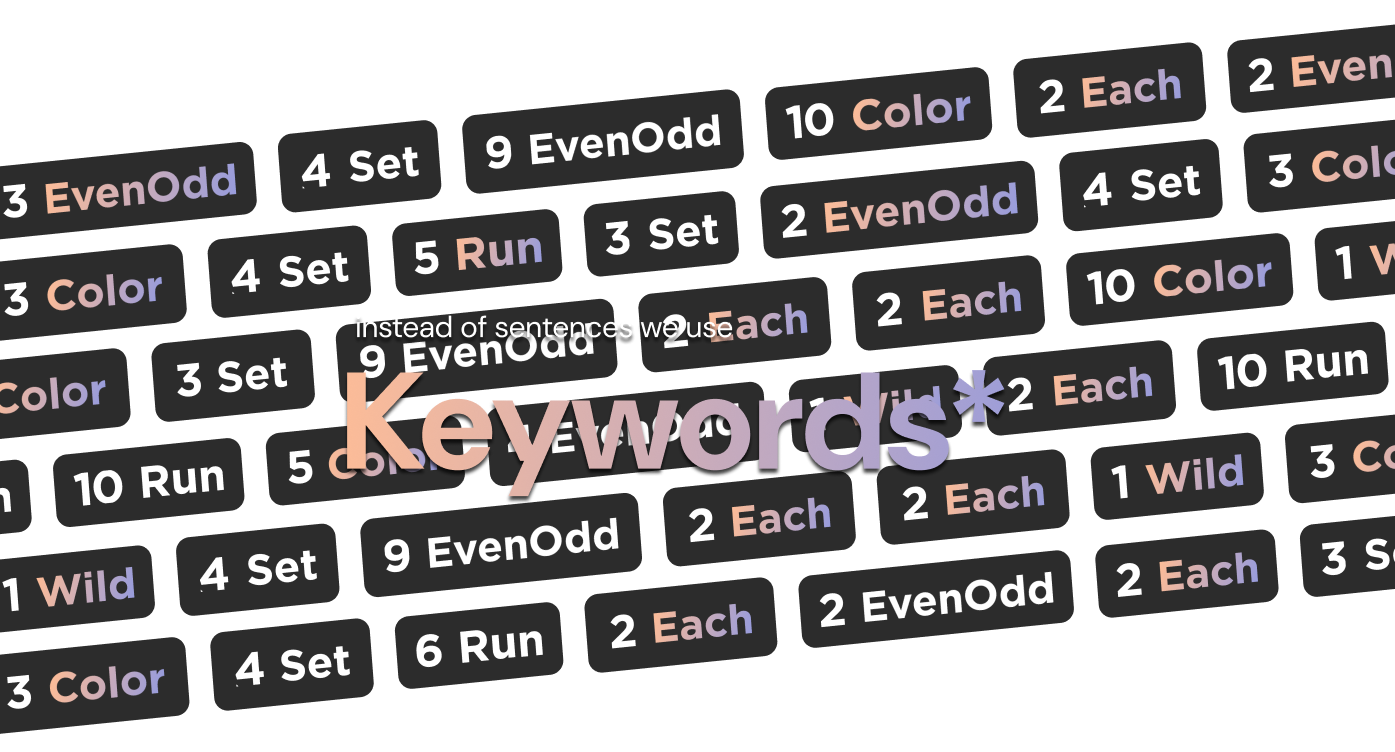 3 EvenOdd 4 Set 9 EvenOdd 10 Color 2 Each 2 Even
3 Color 4 Set 5 Run 3 Set 2 EvenOdd 4 Set 3 Colo
Color 3 Set 9 EvenOdd 2 Each 2 Each 10 Color 1 W
instead of sentences we use
Keywords*
n 10 Run 5 Color EvenOdd 1 Wild 2 Each 10 Run
1 Wild 4 Set 9 EvenOdd 2 Each 2 Each 1 Wild 3 Co
3 Color 4 Set 6 Run 2 Each 2 EvenOdd 2 Each 3 Se